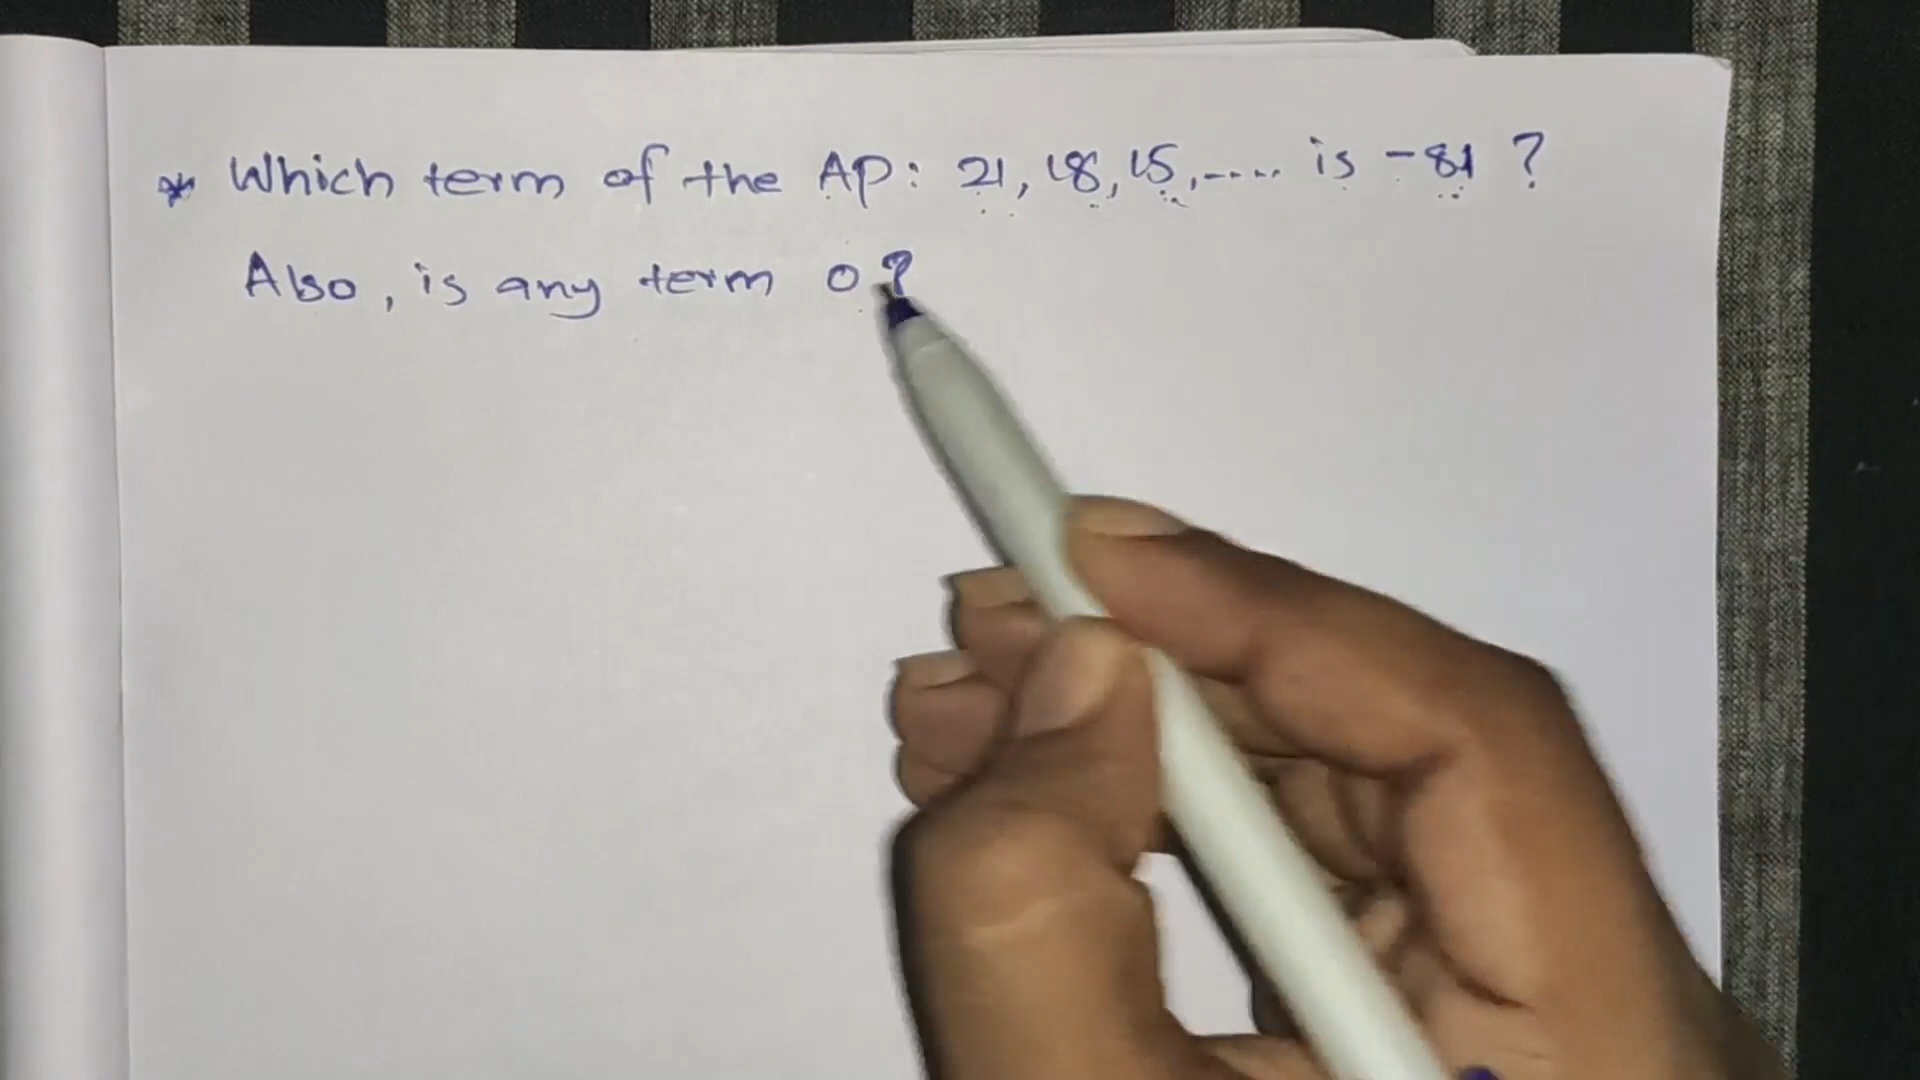 * Which term of the AP: 21, 18, 15, .... is -81 ?
Also, is any term 0?